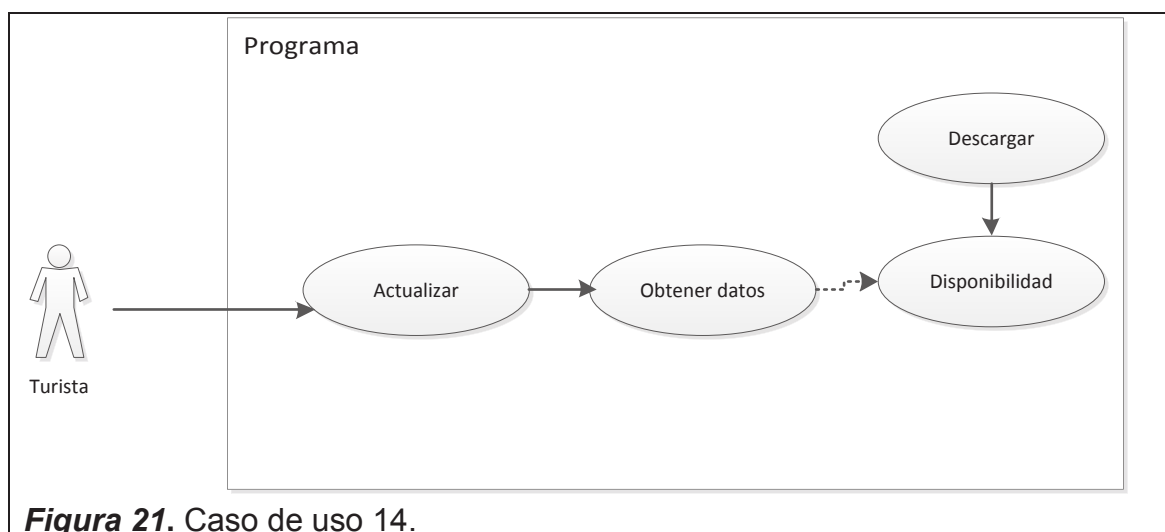 Programa
Descargar
Actualizar
Obtener datos
Disponibilidad
Turista
Figura 21. Caso de uso 14.